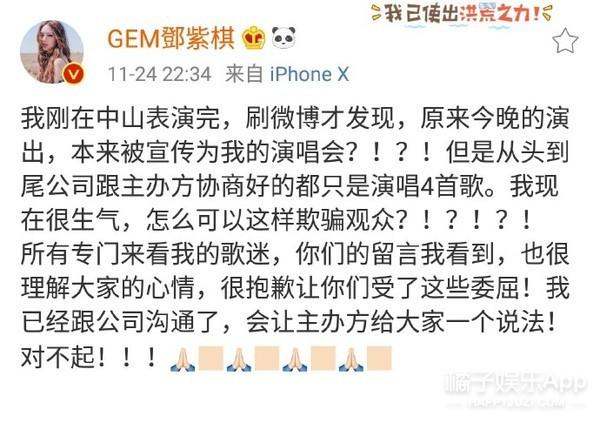 我已使出洪荒之力！
GEM鄧紫棋
11-24 22:34 来自 iPhone X
我刚在中山表演完，刷微博才发现，原来今晚的演
出，本来被宣传为我的演唱会？！？！但是从头到
尾公司跟主办方协商好的都只是演唱4首歌。我现
在很生气，怎么可以这样欺骗观众？！？！？！
所有专门来看我的歌迷，你们的留言我看到，也很
理解大家的心情，很抱歉让你们受了这些委屈！我
已经跟公司沟通了，会让主办方给大家一个说法！
对不起！！！🙏🏻🙏🏻🙏🏻🙏🏻
橘子娱乐App
HAPPYJUZI.COM